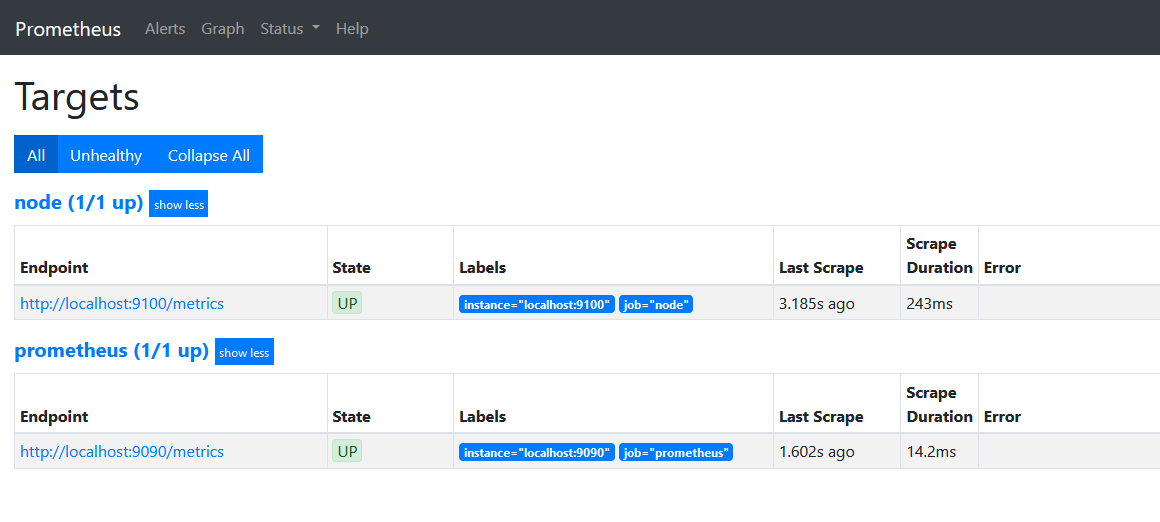 Prometheus Alerts Graph Status Help
Targets
All Unhealthy Collapse All
node (1/1 up) show less
Endpoint State Labels Last Scrape Scrape Duration Error
http://localhost:9100/metrics UP instance="localhost:9100" job="node" 3.185s ago 243ms
prometheus (1/1 up) show less
Endpoint State Labels Last Scrape Scrape Duration Error
http://localhost:9090/metrics UP instance="localhost:9090" job="prometheus" 1.602s ago 14.2ms